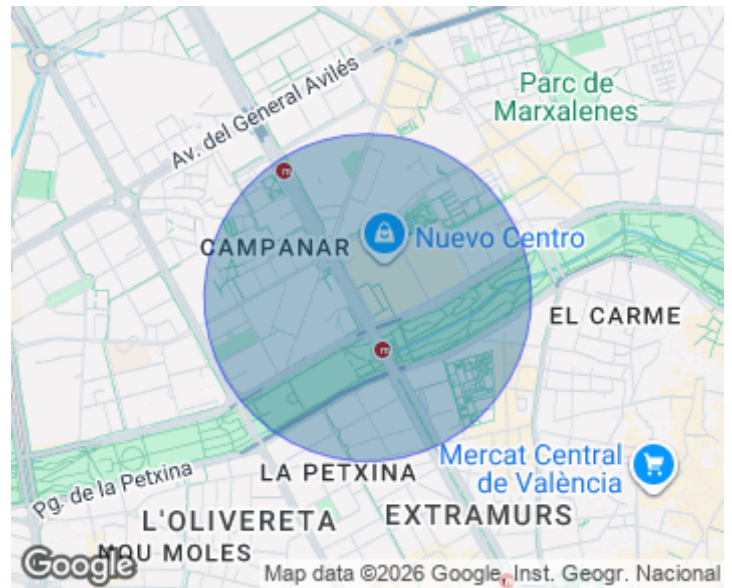 Parc de
Marxalenes
Av. del General Avilés
CAMPANAR
Nuevo Centro
EL CARME
Mercat Central
de València
LA PETXINA
Pg. de la Petxina
L'OLIVERETA
EXTRAMURS
NOU MOLES
Google
Map data ©2026 Google, Inst. Geogr. Nacional